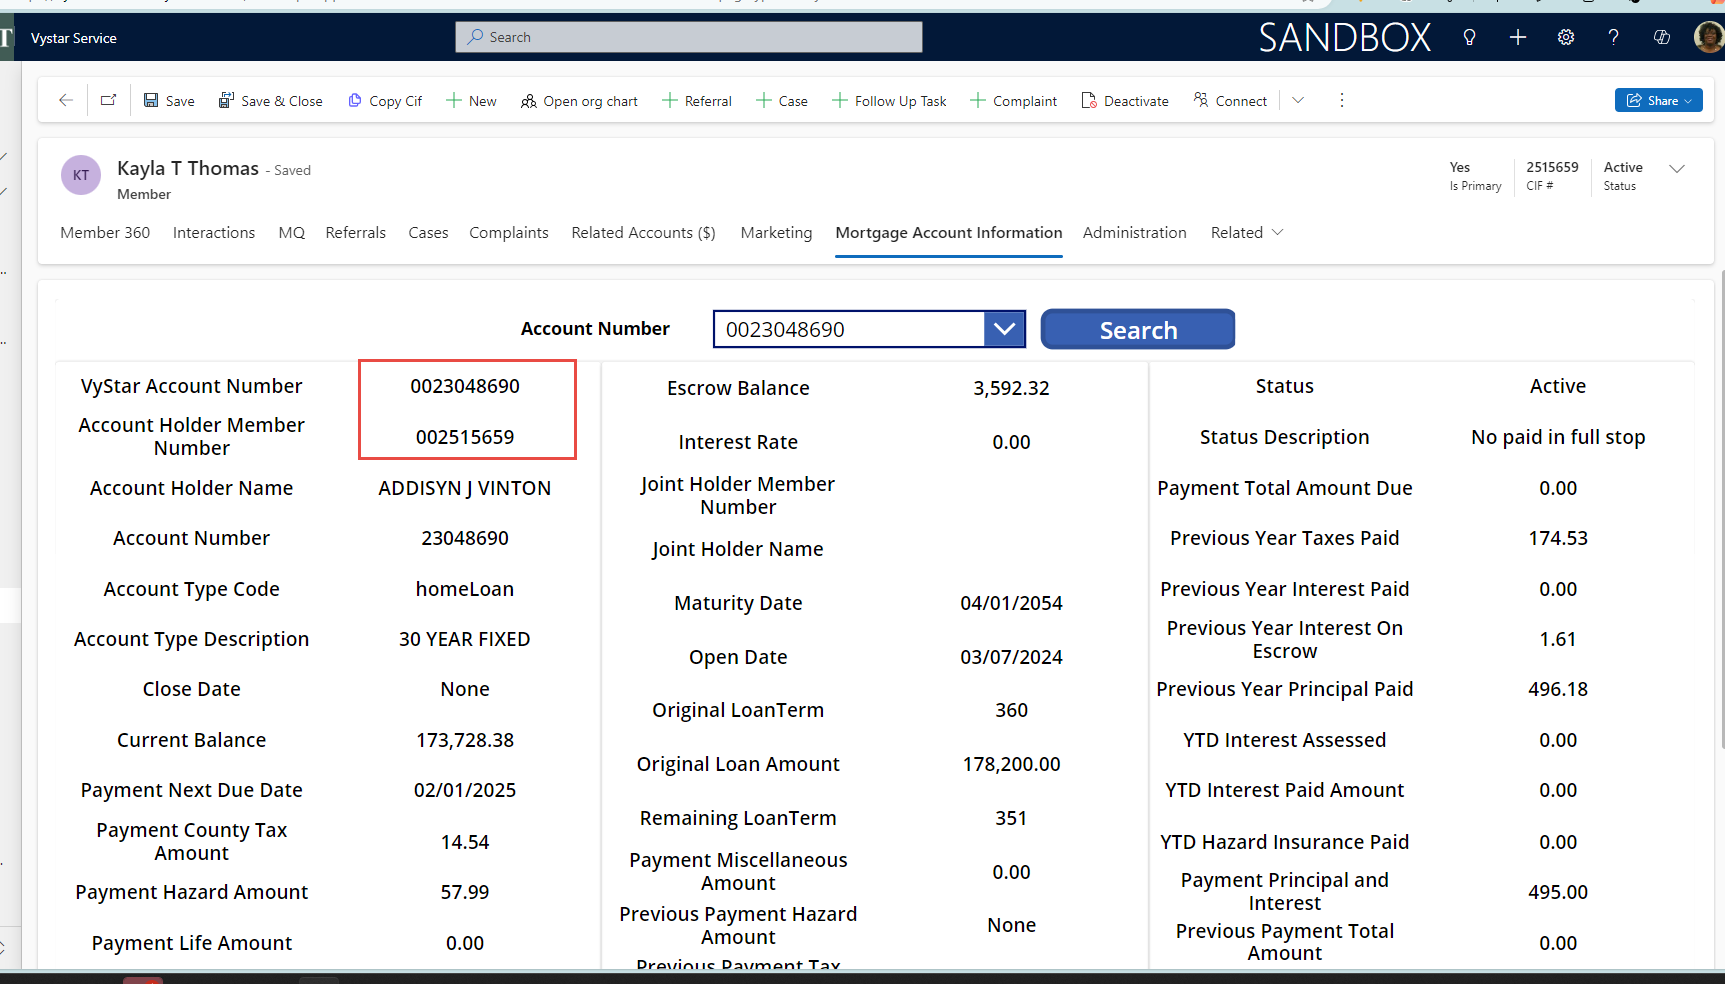 T Vystar Service
Search
SANDBOX
Save
Save & Close
Copy Cif
New
Open org chart
Referral
Case
Follow Up Task
Complaint
Deactivate
Connect
Share
KT
Kayla T Thomas - Saved
Member
Yes
Is Primary
2515659
CIF #
Active
Status
Member 360
Interactions
MQ
Referrals
Cases
Complaints
Related Accounts ($)
Marketing
Mortgage Account Information
Administration
Related
Account Number
0023048690
Search
VyStar Account Number
0023048690
Account Holder Member
Number
002515659
Account Holder Name
ADDISYN J VINTON
Account Number
23048690
Account Type Code
homeLoan
Account Type Description
30 YEAR FIXED
Close Date
None
Current Balance
173,728.38
Payment Next Due Date
02/01/2025
Payment County Tax
Amount
14.54
Payment Hazard Amount
57.99
Payment Life Amount
0.00
Escrow Balance
3,592.32
Interest Rate
0.00
Joint Holder Member
Number
Joint Holder Name
Maturity Date
04/01/2054
Open Date
03/07/2024
Original LoanTerm
360
Original Loan Amount
178,200.00
Remaining LoanTerm
351
Payment Miscellaneous
Amount
0.00
Previous Payment Hazard
Amount
None
Previous Payment Tax
Status
Active
Status Description
No paid in full stop
Payment Total Amount Due
0.00
Previous Year Taxes Paid
174.53
Previous Year Interest Paid
0.00
Previous Year Interest On
Escrow
1.61
Previous Year Principal Paid
496.18
YTD Interest Assessed
0.00
YTD Interest Paid Amount
0.00
YTD Hazard Insurance Paid
0.00
Payment Principal and
Interest
495.00
Previous Payment Total
Amount
0.00